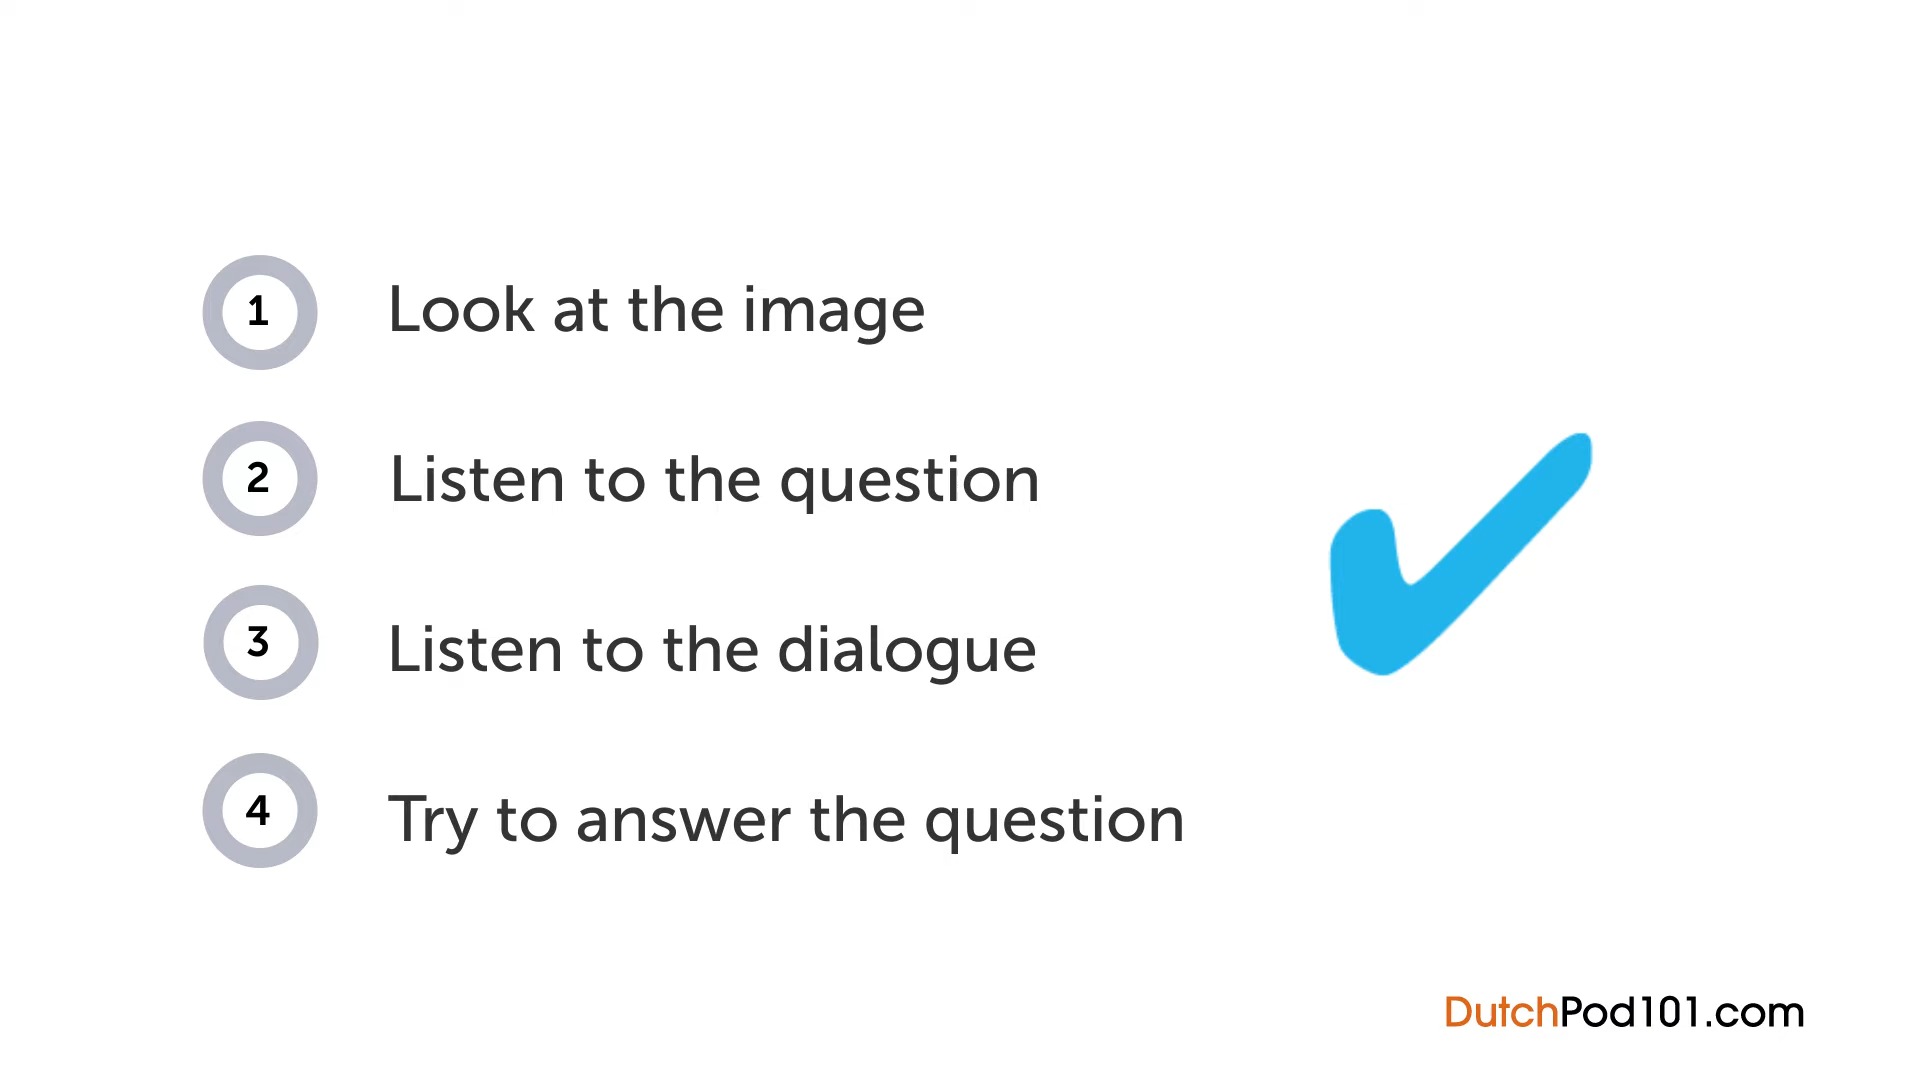 1 Look at the image
2 Listen to the question
3 Listen to the dialogue
4 Try to answer the question
DutchPod101.com